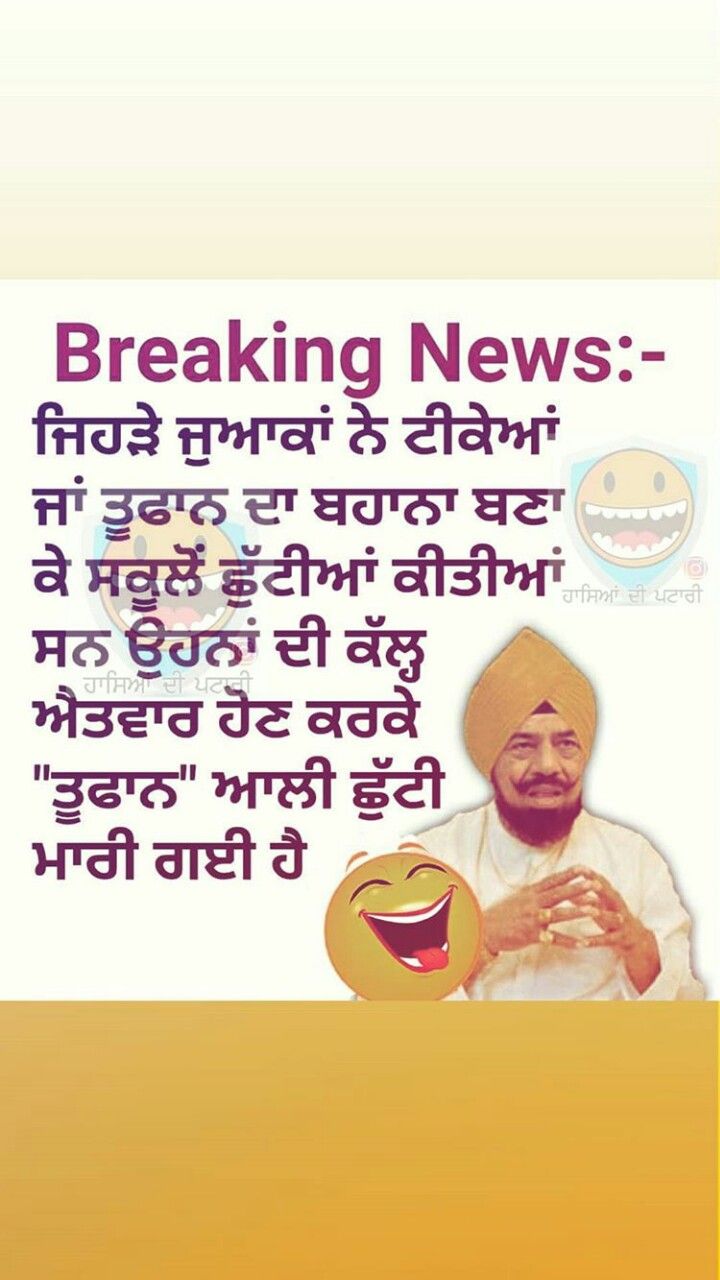 Breaking News:-
ਜਿਹੜੇ ਜੁਆਕਾਂ ਨੇ ਟੀਕੇਆਂ
ਜਾਂ ਤੂਫਾਨ ਦਾ ਬਹਾਨਾ ਬਣਾ
ਕੇ ਸਕੂਲੋਂ ਛੁੱਟੀਆਂ ਕੀਤੀਆਂ
ਹਾਸਿਆਂ ਦੀ ਪਟਾਰੀ
ਸਨ ਉਹਨਾਂ ਦੀ ਕੱਲ੍ਹ
ਹਾਸਿਆਂ ਦੀ ਪਟਾਰੀ
ਐਤਵਾਰ ਹੋਣ ਕਰਕੇ
"ਤੂਫਾਨ" ਆਲੀ ਛੁੱਟੀ
ਮਾਰੀ ਗਈ ਹੈ